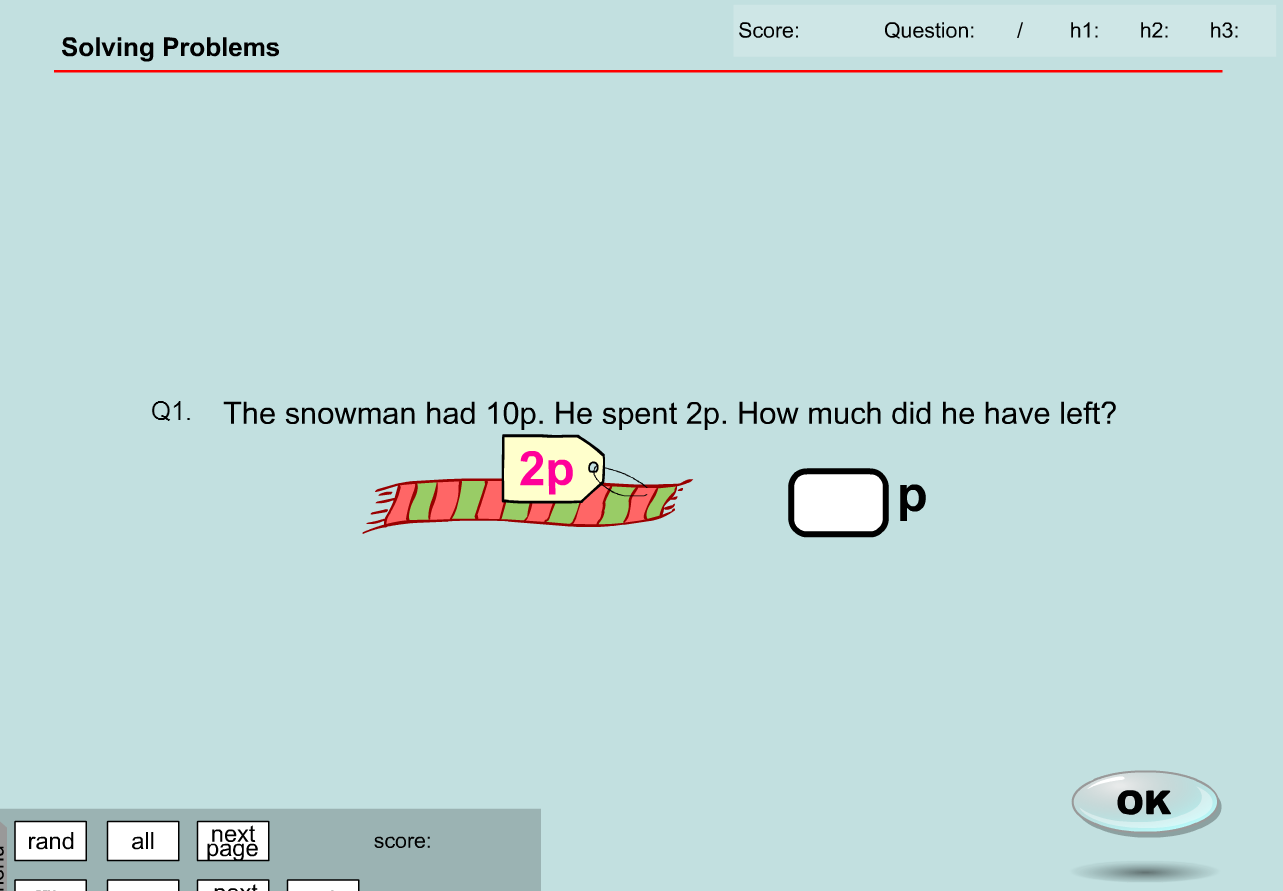 Solving Problems
Score: Question: / h1: h2: h3:
Q1. The snowman had 10p. He spent 2p. How much did he have left?
2p
p
OK
rand all next page score:
next